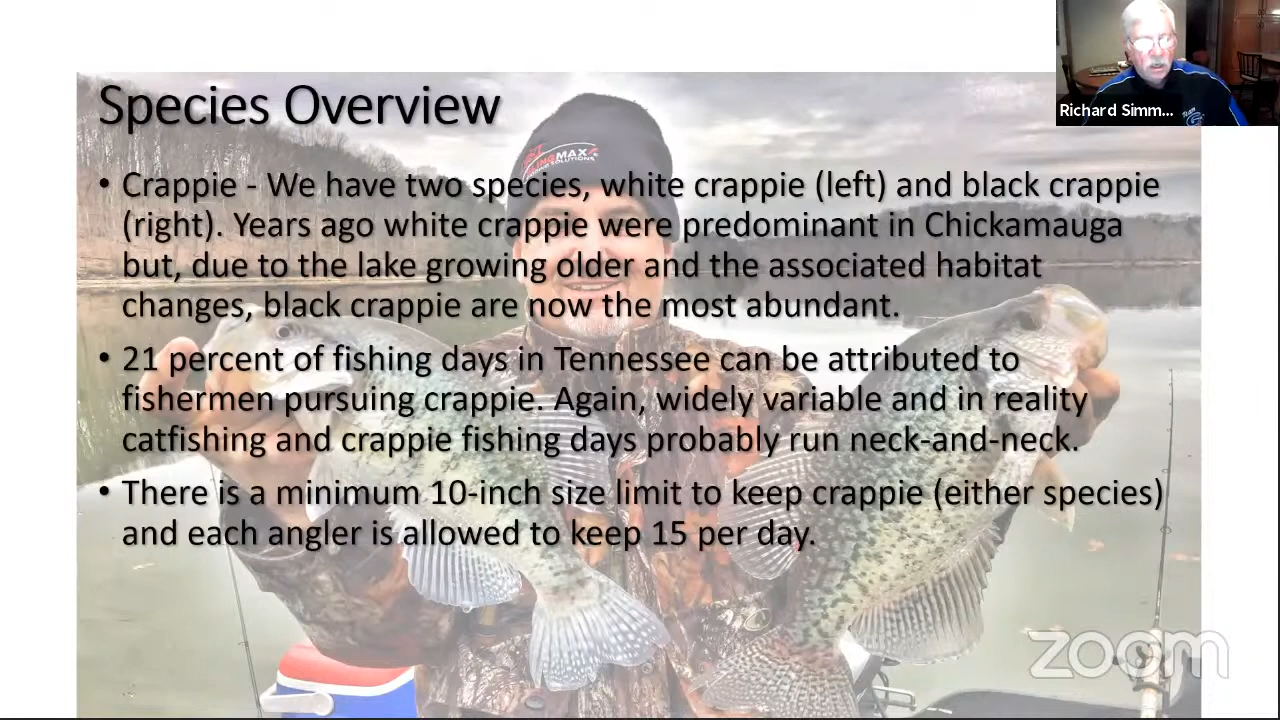 Richard Simm...
Species Overview
• Crappie - We have two species, white crappie (left) and black crappie
(right). Years ago white crappie were predominant in Chickamauga
but, due to the lake growing older and the associated habitat
changes, black crappie are now the most abundant.
• 21 percent of fishing days in Tennessee can be attributed to
fishermen pursuing crappie. Again, widely variable and in reality
catfishing and crappie fishing days probably run neck-and-neck.
• There is a minimum 10-inch size limit to keep crappie (either species)
and each angler is allowed to keep 15 per day.
zoom